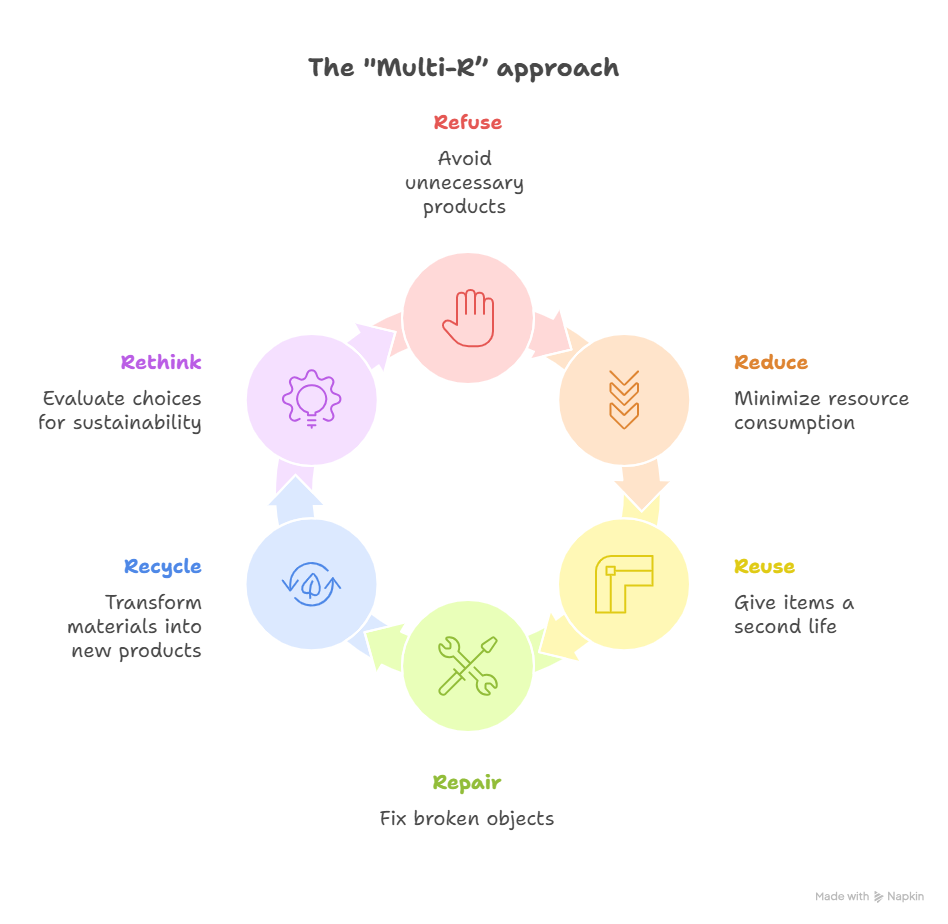 The "Multi-R” approach
Refuse
Avoid
unnecessary
products
Reduce
Minimize resource
consumption
Reuse
Give items a
second life
Repair
Fix broken objects
Recycle
Transform
materials into
new products
Rethink
Evaluate choices
for sustainability
Made with Napkin